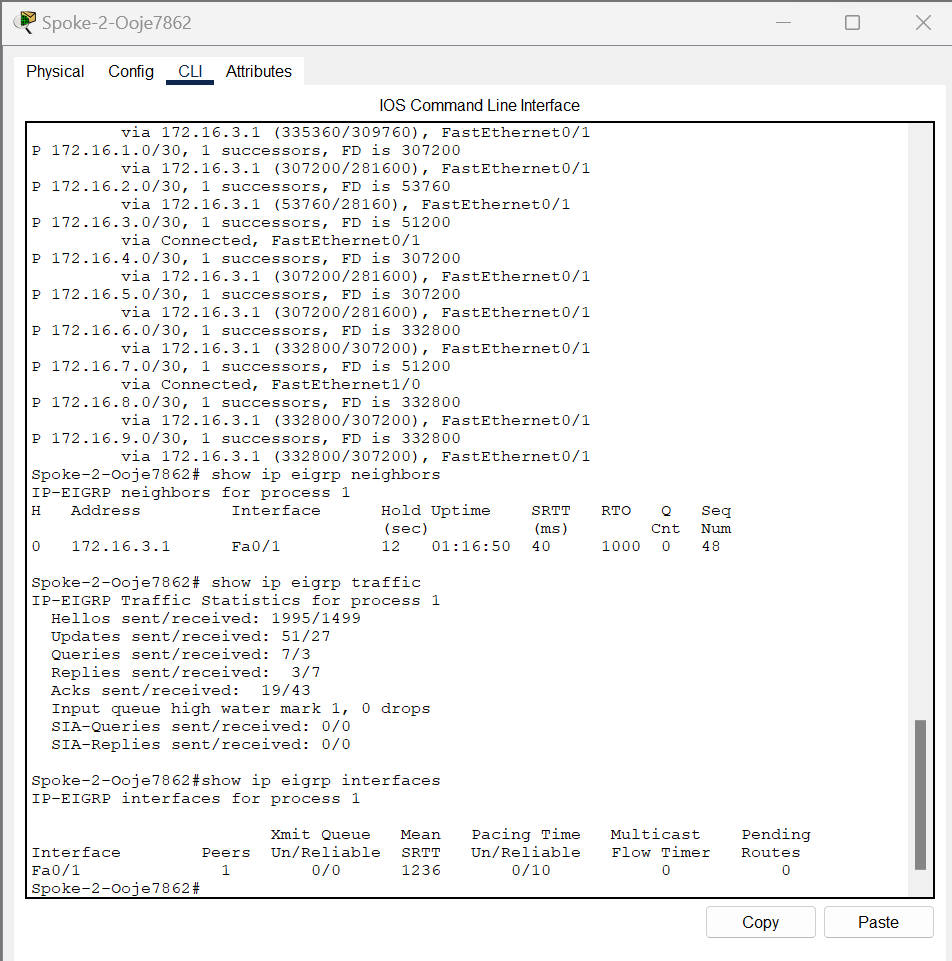 Spoke-2-Ooje7862
Physical Config CLI Attributes
IOS Command Line Interface
via 172.16.3.1 (335360/309760), FastEthernet0/1
P 172.16.1.0/30, 1 successors, FD is 307200
via 172.16.3.1 (307200/281600), FastEthernet0/1
P 172.16.2.0/30, 1 successors, FD is 53760
via 172.16.3.1 (53760/28160), FastEthernet0/1
P 172.16.3.0/30, 1 successors, FD is 51200
via Connected, FastEthernet0/1
P 172.16.4.0/30, 1 successors, FD is 307200
via 172.16.3.1 (307200/281600), FastEthernet0/1
P 172.16.5.0/30, 1 successors, FD is 307200
via 172.16.3.1 (307200/281600), FastEthernet0/1
P 172.16.6.0/30, 1 successors, FD is 332800
via 172.16.3.1 (332800/307200), FastEthernet0/1
P 172.16.7.0/30, 1 successors, FD is 51200
via Connected, FastEthernet1/0
P 172.16.8.0/30, 1 successors, FD is 332800
via 172.16.3.1 (332800/307200), FastEthernet0/1
P 172.16.9.0/30, 1 successors, FD is 332800
via 172.16.3.1 (332800/307200), FastEthernet0/1
Spoke-2-Ooje7862# show ip eigrp neighbors
IP-EIGRP neighbors for process 1
H Address Interface Hold Uptime SRTT RTO Q Seq
(sec) (ms) Cnt Num
0 172.16.3.1 Fa0/1 12 01:16:50 40 1000 0 48
Spoke-2-Ooje7862# show ip eigrp traffic
IP-EIGRP Traffic Statistics for process 1
Hellos sent/received: 1995/1499
Updates sent/received: 51/27
Queries sent/received: 7/3
Replies sent/received: 3/7
Acks sent/received: 19/43
Input queue high water mark 1, 0 drops
SIA-Queries sent/received: 0/0
SIA-Replies sent/received: 0/0
Spoke-2-Ooje7862#show ip eigrp interfaces
IP-EIGRP interfaces for process 1
Xmit Queue Mean Pacing Time Multicast Pending
Interface Peers Un/Reliable SRTT Un/Reliable Flow Timer Routes
Fa0/1 1 0/0 1236 0/10 0 0
Spoke-2-Ooje7862#
Copy Paste